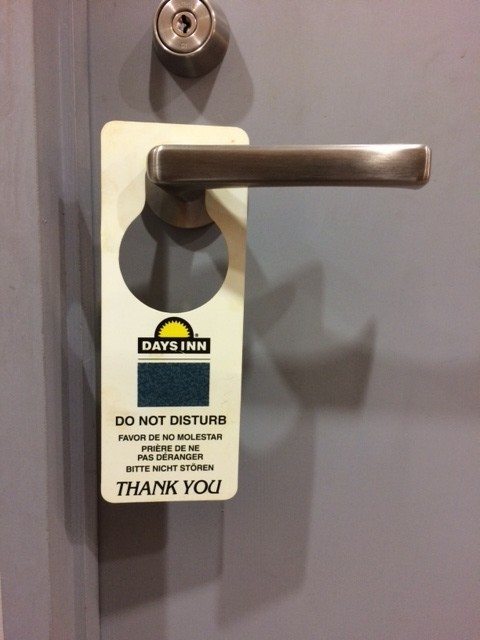 DAYS INN
DO NOT DISTURB
FAVOR DE NO MOLESTAR
PRIÈRE DE NE
PAS DÉRANGER
BITTE NICHT STÖREN
THANK YOU